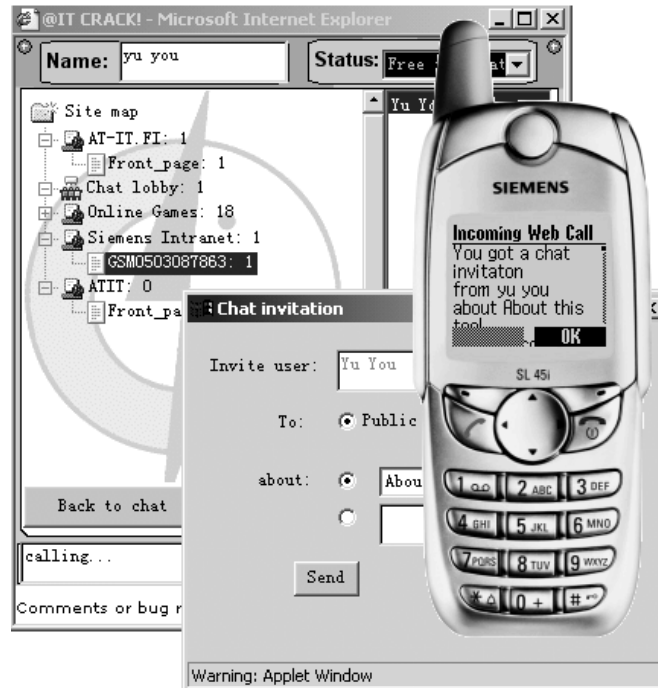 @IT CRACK! - Microsoft Internet Explorer
Name: yu you
Status: Free
Site map
AT-IT.FI: 1
Front_page: 1
Chat lobby: 1
Online Games: 18
Siemens Intranet: 1
GSM0503087863: 1
ATIT: 0
Front_pa
Back to chat
calling...
Comments or bug r
Chat invitation
Invite user: Yu You
To: Public
about: Abou
Send
Warning: Applet Window
SIEMENS
Incoming Web Call
You got a chat
invitaton
from yu you
about About this
tool
OK
SL 45i
1
2 ABC
3 DEF
4 GHI
5 JKL
6 MNO
7 PQRS
8 TUV
9 WXYZ
*
0 +
#